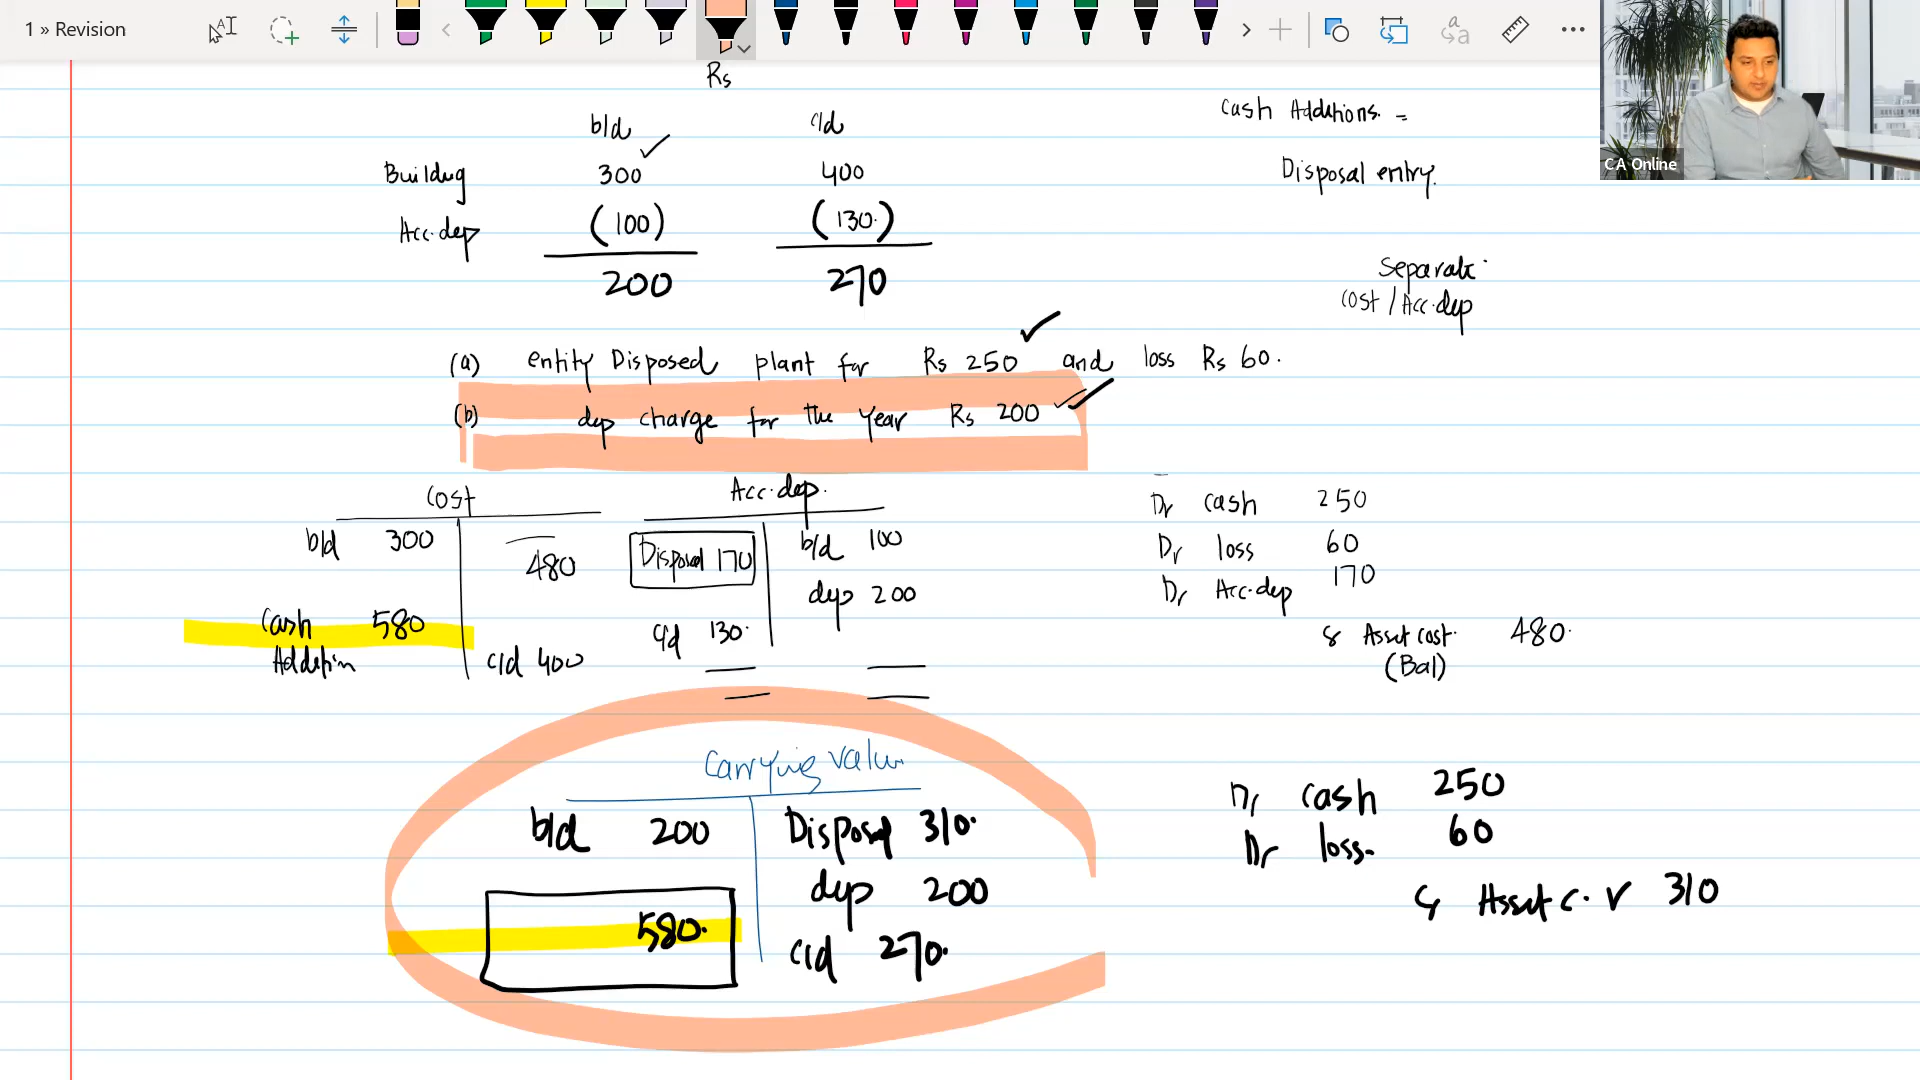 1 » Revision
Rs
b/d c/d
Building 300 400
Acc.dep (100) (130.)
200 270
Cash Additions. =
Disposal entry.
Separate
Cost / Acc.dep
(a) entity Disposed plant for Rs 250 and loss Rs 60.
(b) dep charge for the year Rs 200
Cost
b/d 300
480
Cash 580
Addition
c/d 400
Acc.dep.
Disposal 170 b/d 100
dep 200
c/d 130.
Dr cash 250
Dr loss 60
Dr Acc.dep 170
Cr Asset cost. 480.
(Bal)
Carrying value
b/d 200 Disposal 310.
dep 200
580.
c/d 270.
Dr cash 250
Dr loss. 60
Cr Asset C.V 310
CA Online